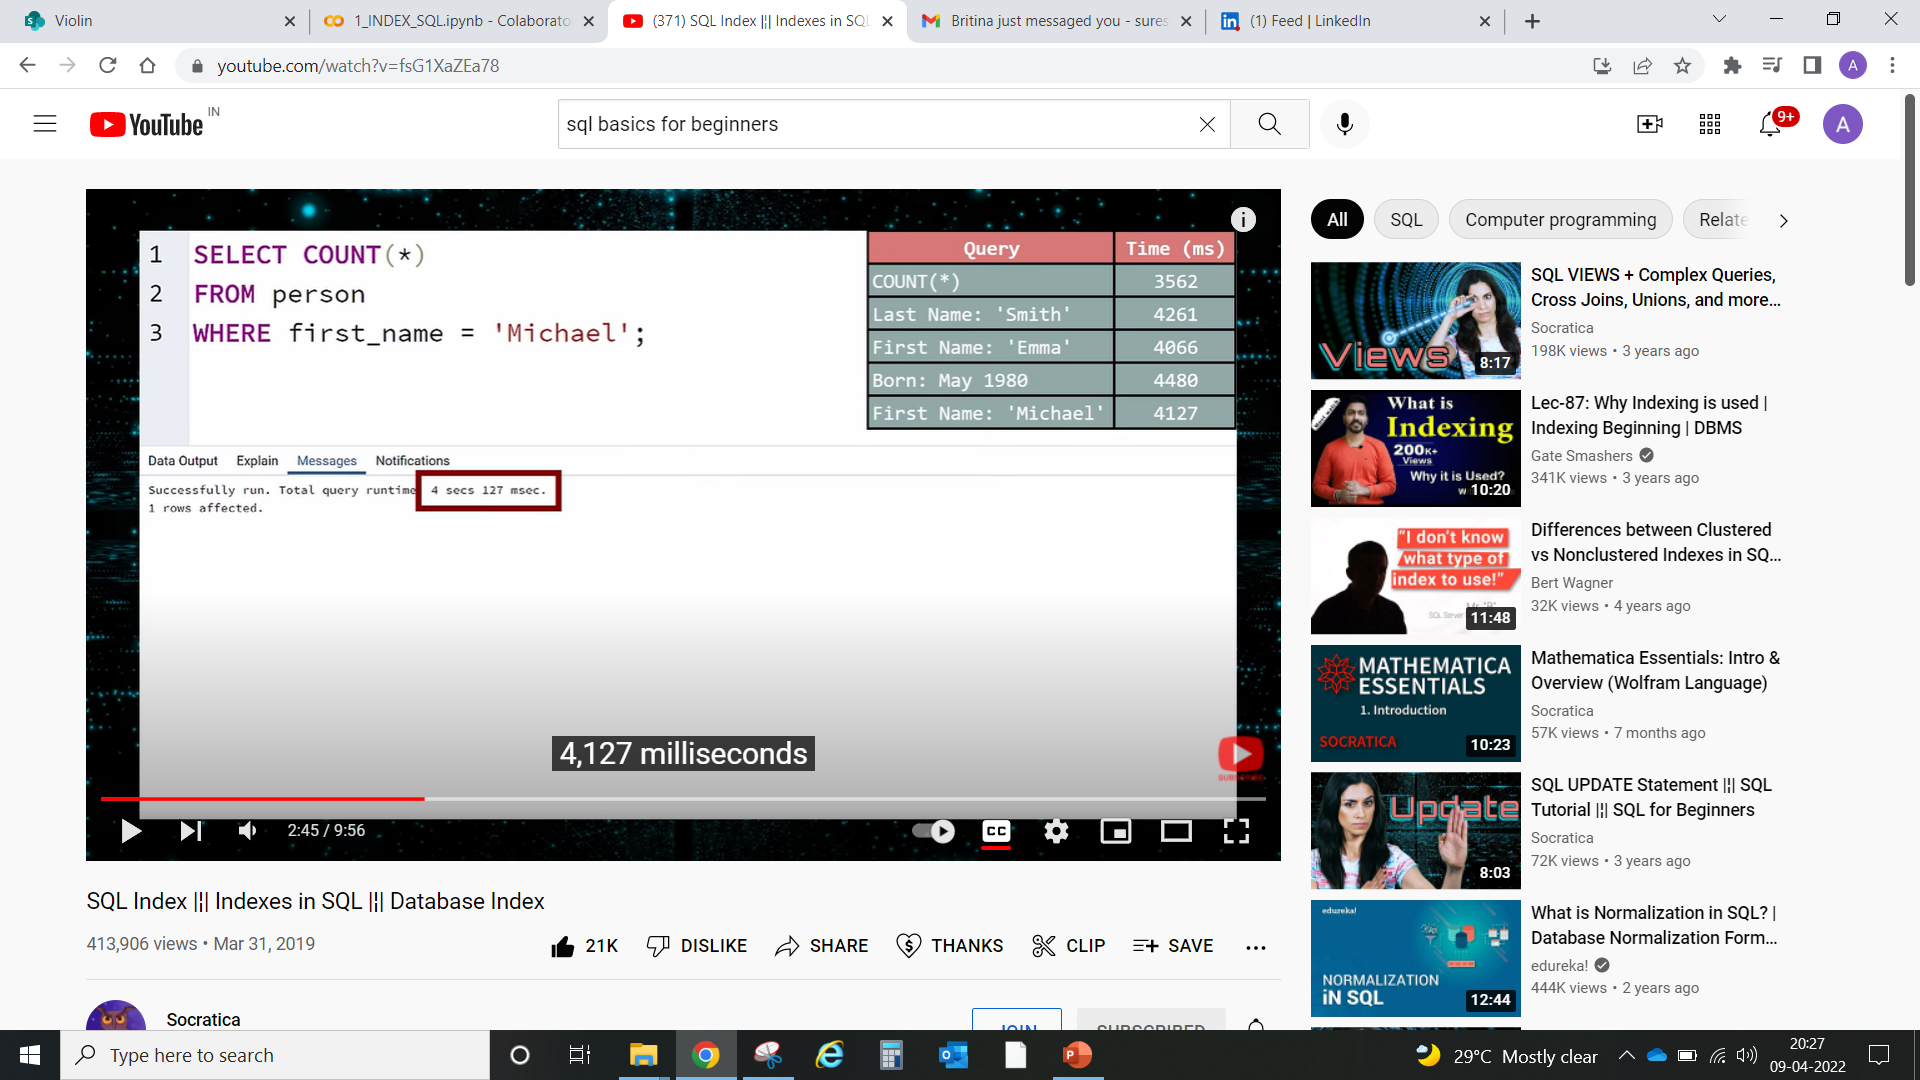 Violin
1_INDEX_SQL.ipynb - Colaborato
(371) SQL Index |¦| Indexes in SQL
Britina just messaged you - sures
(1) Feed | LinkedIn
youtube.com/watch?v=fsG1XaZEa78
A
YouTube IN
sql basics for beginners
9+
A
1 SELECT COUNT(*)
2 FROM person
3 WHERE first_name = 'Michael';
Query Time (ms)
COUNT(*) 3562
Last Name: 'Smith' 4261
First Name: 'Emma' 4066
Born: May 1980 4480
First Name: 'Michael' 4127
Data Output Explain Messages Notifications
Successfully run. Total query runtime 4 secs 127 msec.
1 rows affected.
4,127 milliseconds
SUBSCRIBE
2:45 / 9:56
CC
SQL Index |¦| Indexes in SQL |¦| Database Index
413,906 views • Mar 31, 2019
21K DISLIKE SHARE THANKS CLIP SAVE ...
Socratica
JOIN SUBSCRIBED
All SQL Computer programming Relate
Views
8:17
SQL VIEWS + Complex Queries,
Cross Joins, Unions, and more...
Socratica
198K views • 3 years ago
What is
Indexing
200K+
Views
Why it is Used?
10:20
Lec-87: Why Indexing is used |
Indexing Beginning | DBMS
Gate Smashers
341K views • 3 years ago
"I don't know
what type of
index to use!"
SQL Server
11:48
Differences between Clustered
vs Nonclustered Indexes in SQ...
Bert Wagner
32K views • 4 years ago
MATHEMATICA
ESSENTIALS
1. Introduction
SOCRATICA
10:23
Mathematica Essentials: Intro &
Overview (Wolfram Language)
Socratica
57K views • 7 months ago
Update
8:03
SQL UPDATE Statement |¦| SQL
Tutorial |¦| SQL for Beginners
Socratica
72K views • 3 years ago
edureka!
NORMALIZATION
iN SQL
12:44
What is Normalization in SQL? |
Database Normalization Form...
edureka!
444K views • 2 years ago
Type here to search
29°C Mostly clear
20:27
09-04-2022